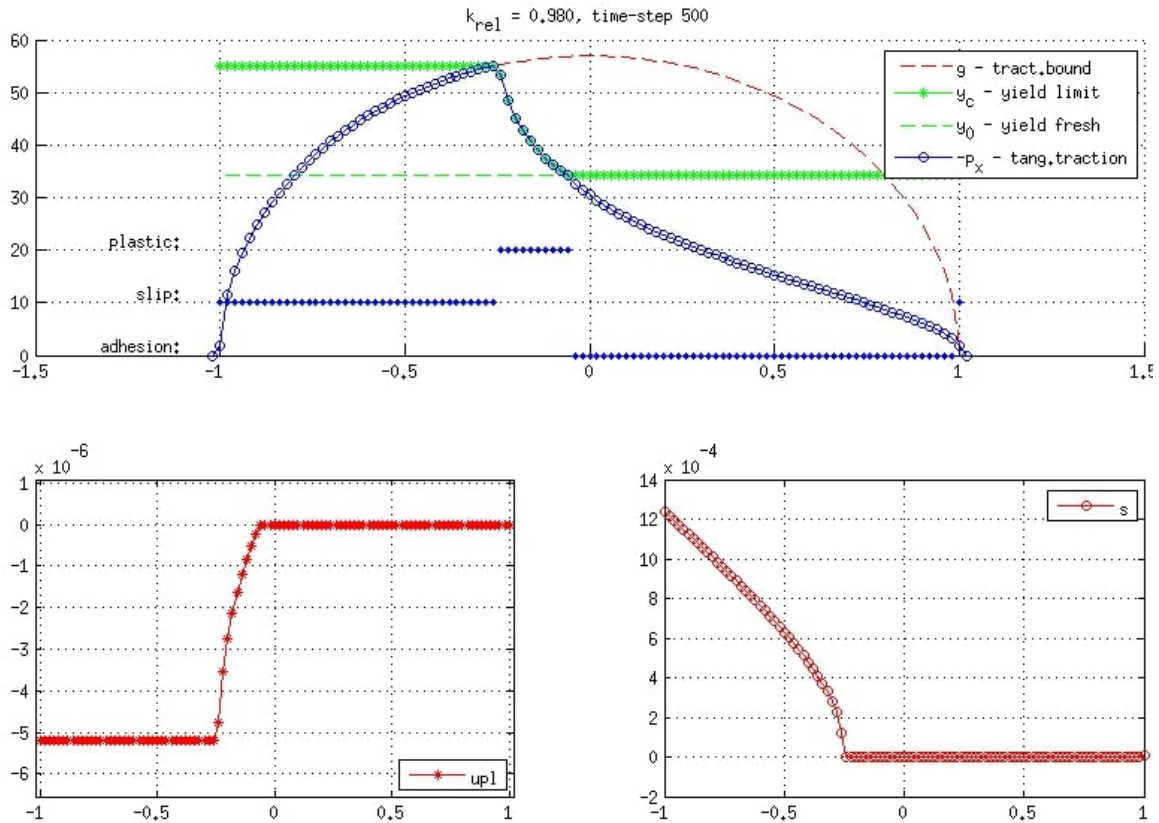 k_rel = 0.980, time-step 500
60
50
40
30
20
10
0
plastic:
slip:
adhesion:
g - tract.bound
y_c - yield limit
y_0 - yield fresh
-p_x - tang.traction
-1.5 -1 -0.5 0 0.5 1 1.5
x 10^-6
1
0
-1
-2
-3
-4
-5
-6
upl
-1 -0.5 0 0.5 1
x 10^-4
14
12
10
8
6
4
2
0
-2
s
-1 -0.5 0 0.5 1